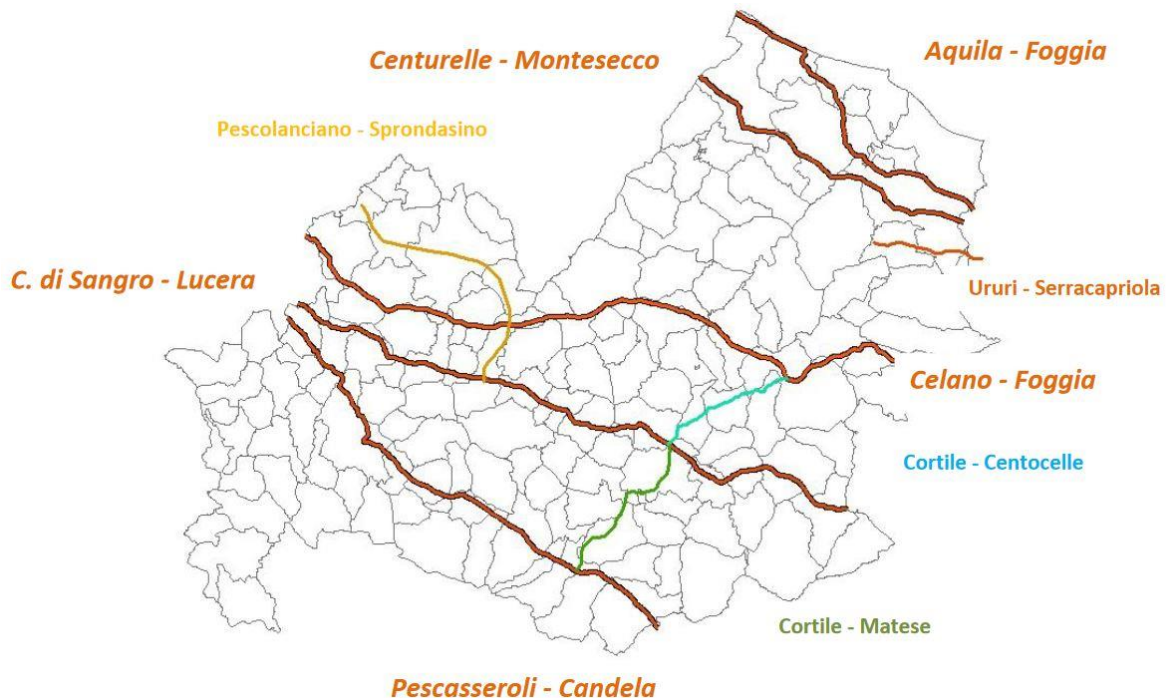 Aquila - Foggia
Centurelle - Montesecco
Pescolanciano - Sprondasino
C. di Sangro - Lucera
Ururi - Serracapriola
Celano - Foggia
Cortile - Centocelle
Cortile - Matese
Pescasseroli - Candela